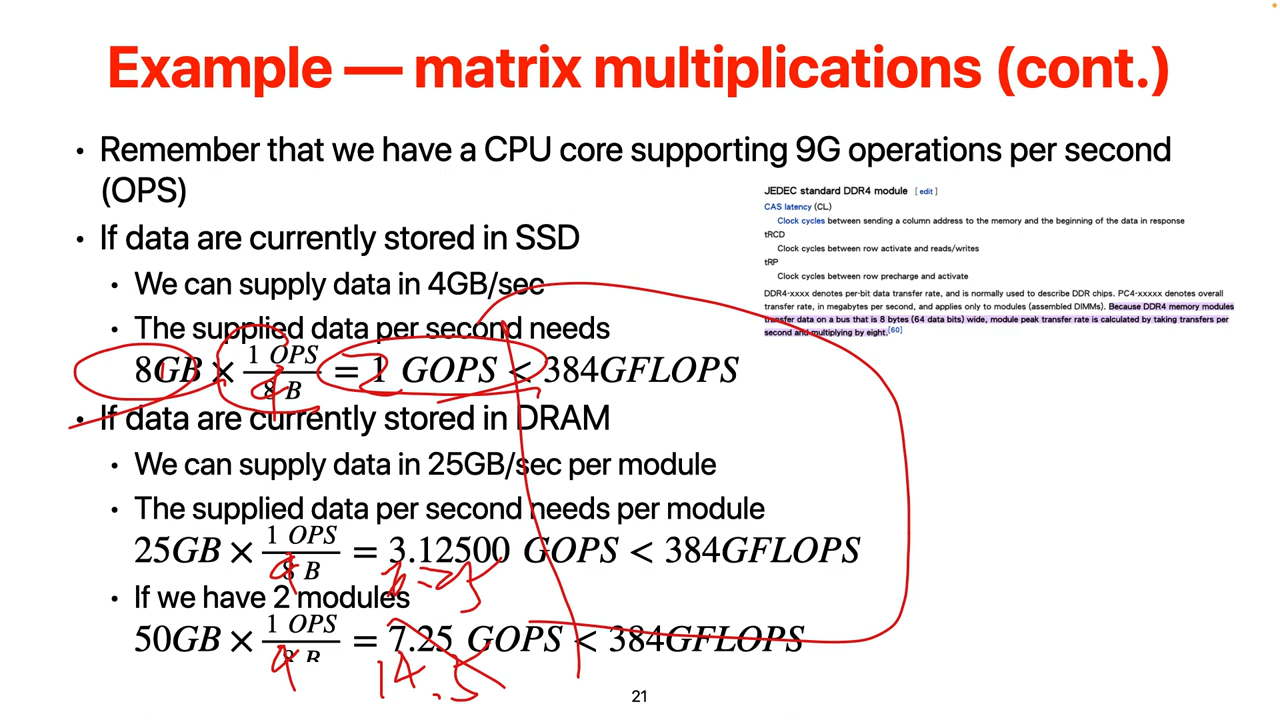 Example — matrix multiplications (cont.)
• Remember that we have a CPU core supporting 9G operations per second
(OPS)
• If data are currently stored in SSD
• We can supply data in 4GB/sec
• The supplied data per second needs
8GB × 1 OPS / 8 B = 1 GOPS < 384GFLOPS
4
2
• If data are currently stored in DRAM
• We can supply data in 25GB/sec per module
• The supplied data per second needs per module
25GB × 1 OPS / 8 B = 3.12500 GOPS < 384GFLOPS
4
• If we have 2 modules
50GB × 1 OPS / 8 B = 7.25 GOPS < 384GFLOPS
4
14.5
JEDEC standard DDR4 module [ edit ]
CAS latency (CL)
Clock cycles between sending a column address to the memory and the beginning of the data in response
tRCD
Clock cycles between row activate and reads/writes
tRP
Clock cycles between row precharge and activate
DDR4-xxxx denotes per-bit data transfer rate, and is normally used to describe DDR chips. PC4-xxxxx denotes overall
transfer rate, in megabytes per second, and applies only to modules (assembled DIMMs). Because DDR4 memory modules
transfer data on a bus that is 8 bytes (64 data bits) wide, module peak transfer rate is calculated by taking transfers per
second and multiplying by eight.[60]
21